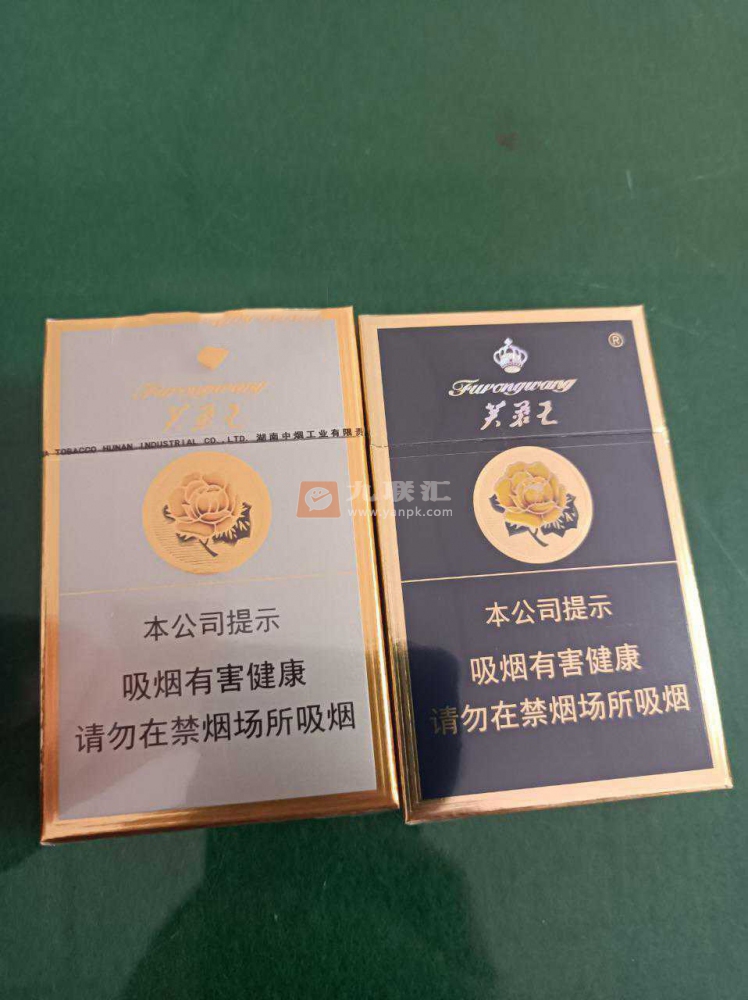 Furongwang
芙蓉王
A TOBACCO HUNAN INDUSTRIAL CO., LTD. 湖南中烟工业有限责
本公司提示
吸烟有害健康
请勿在禁烟场所吸烟
®
Furongwang
芙蓉王
本公司提示
吸烟有害健康
请勿在禁烟场所吸烟
九联汇
www.yanpk.com